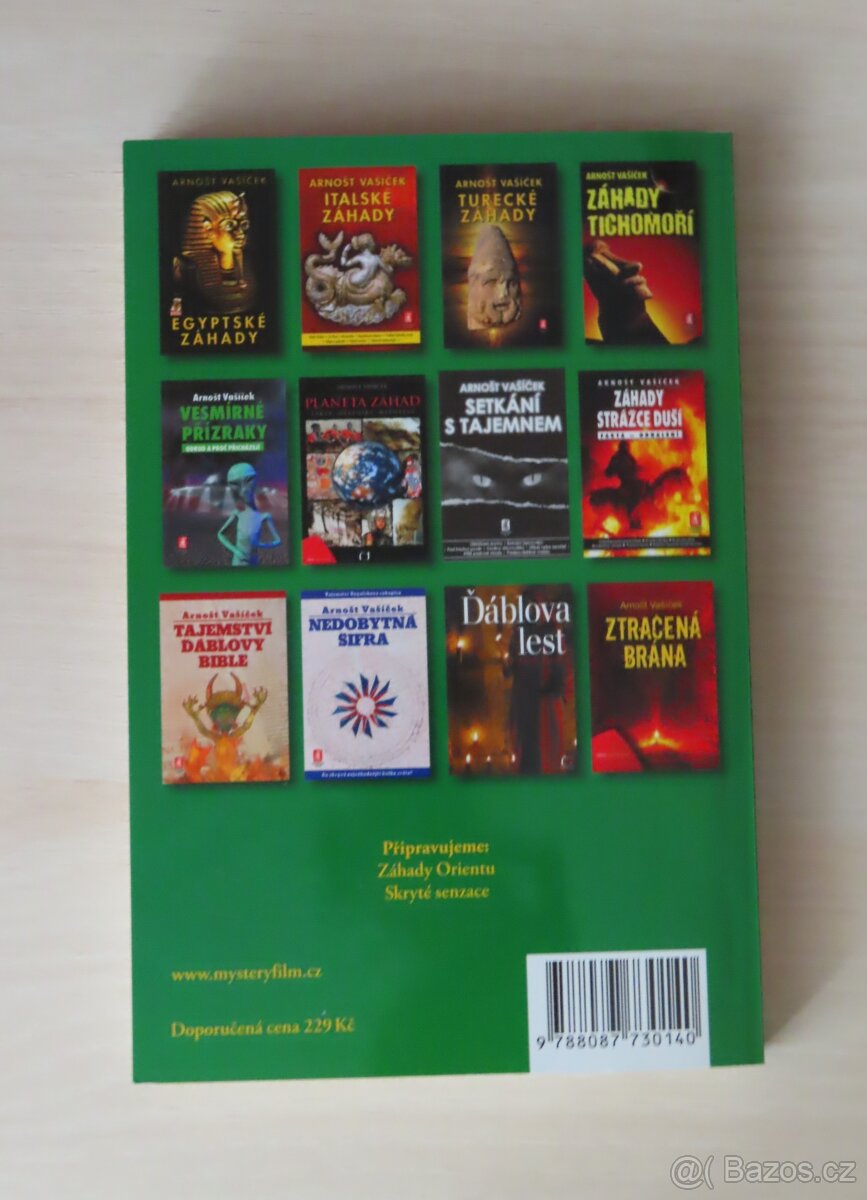 ARNOŠT VAŠÍČEK
EGYPTSKÉ
ZÁHADY
ARNOŠT VAŠÍČEK
ITALSKÉ
ZÁHADY
ARNOŠT VAŠÍČEK
TURECKÉ
ZÁHADY
ARNOŠT VAŠÍČEK
ZÁHADY
TICHOMOŘÍ
Arnošt Vašíček
VESMÍRNÉ
PŘÍZRAKY
ODKUD A PROČ PŘICHÁZEJÍ
PLANETA ZÁHAD
ARNOŠT VAŠÍČEK
SETKÁNÍ
S TAJEMNEM
ARNOŠT VAŠÍČEK
ZÁHADY
STRÁŽCE DUŠÍ
Arnošt Vašíček
TAJEMSTVÍ
ĎÁBLOVY
BIBLE
Arnošt Vašíček
NEDOBYTNÁ
ŠIFRA
Ďáblova
lest
Arnošt Vašíček
ZTRACENÁ
BRÁNA
Připravujeme:
Záhady Orientu
Skryté senzace
www.mysteryfilm.cz
Doporučená cena 229 Kč
9 788087 730140
@( Bazos.cz